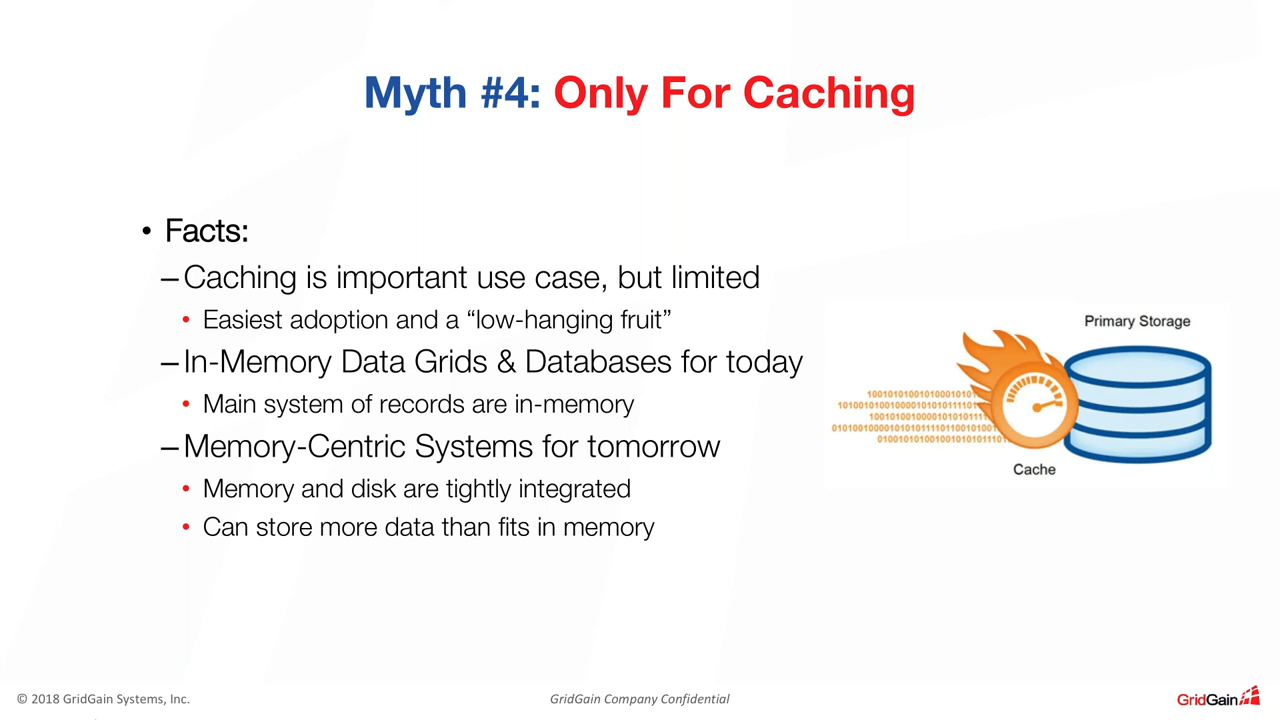 Myth #4: Only For Caching
• Facts:
– Caching is important use case, but limited
• Easiest adoption and a “low-hanging fruit”
– In-Memory Data Grids & Databases for today
• Main system of records are in-memory
– Memory-Centric Systems for tomorrow
• Memory and disk are tightly integrated
• Can store more data than fits in memory
Primary Storage
Cache
© 2018 GridGain Systems, Inc.
GridGain Company Confidential
GridGain